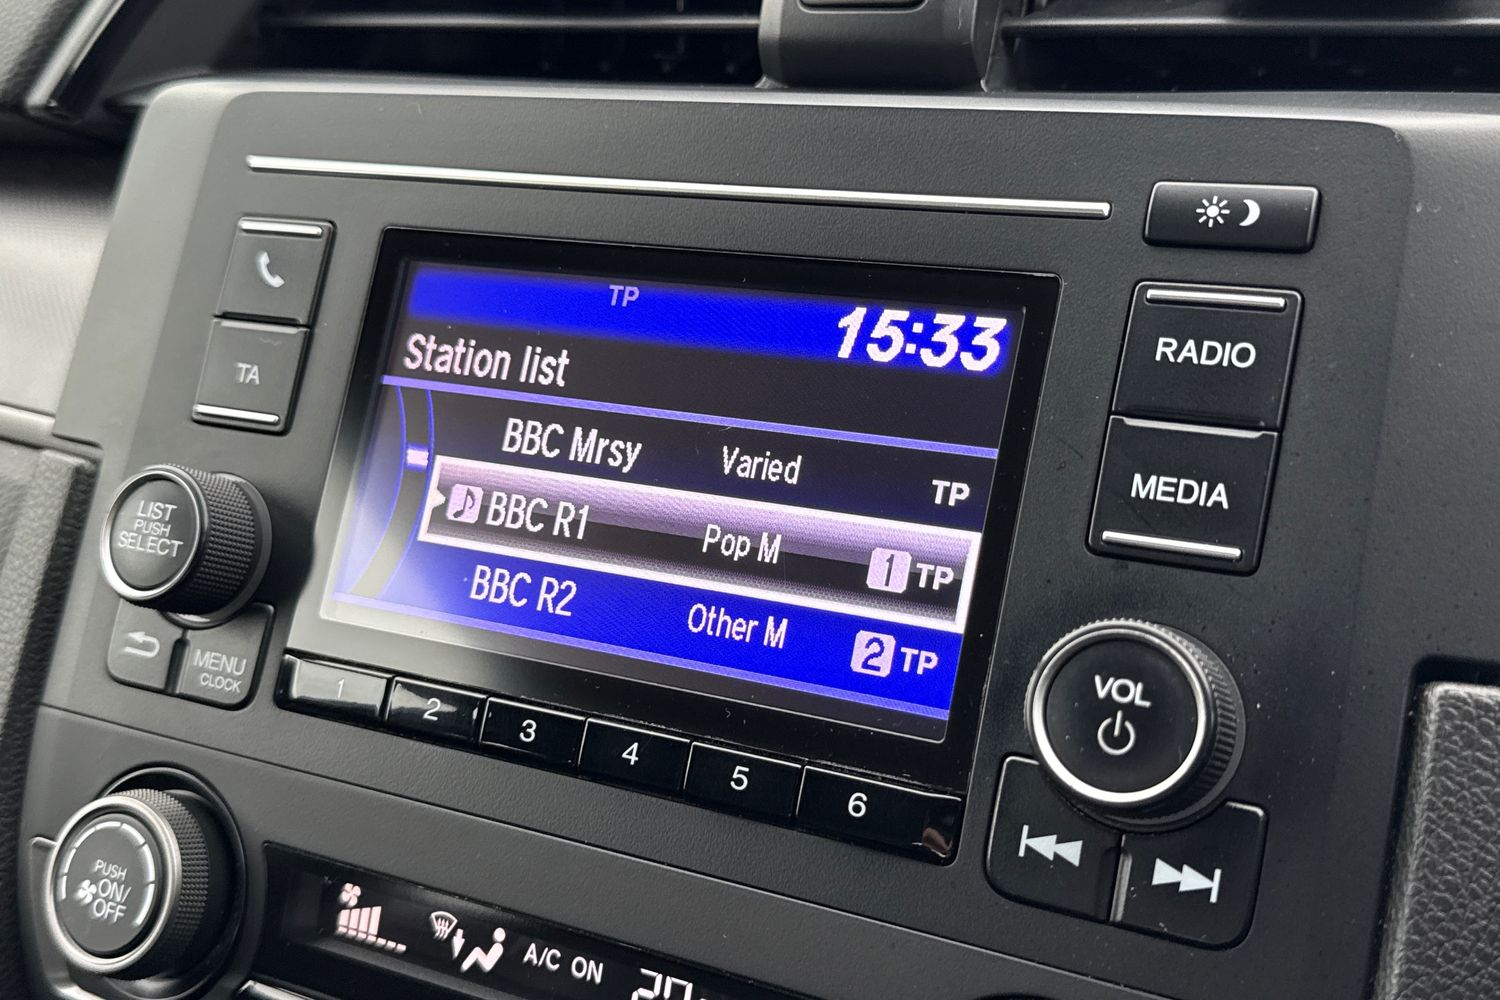 TP
15:33
Station list
BBC Mrsy Varied TP
BBC R1 Pop M 1 TP
BBC R2 Other M 2 TP
TA
LIST
PUSH
SELECT
MENU
CLOCK
1 2 3 4 5 6
RADIO
MEDIA
VOL
PUSH
ON/
OFF
A/C ON